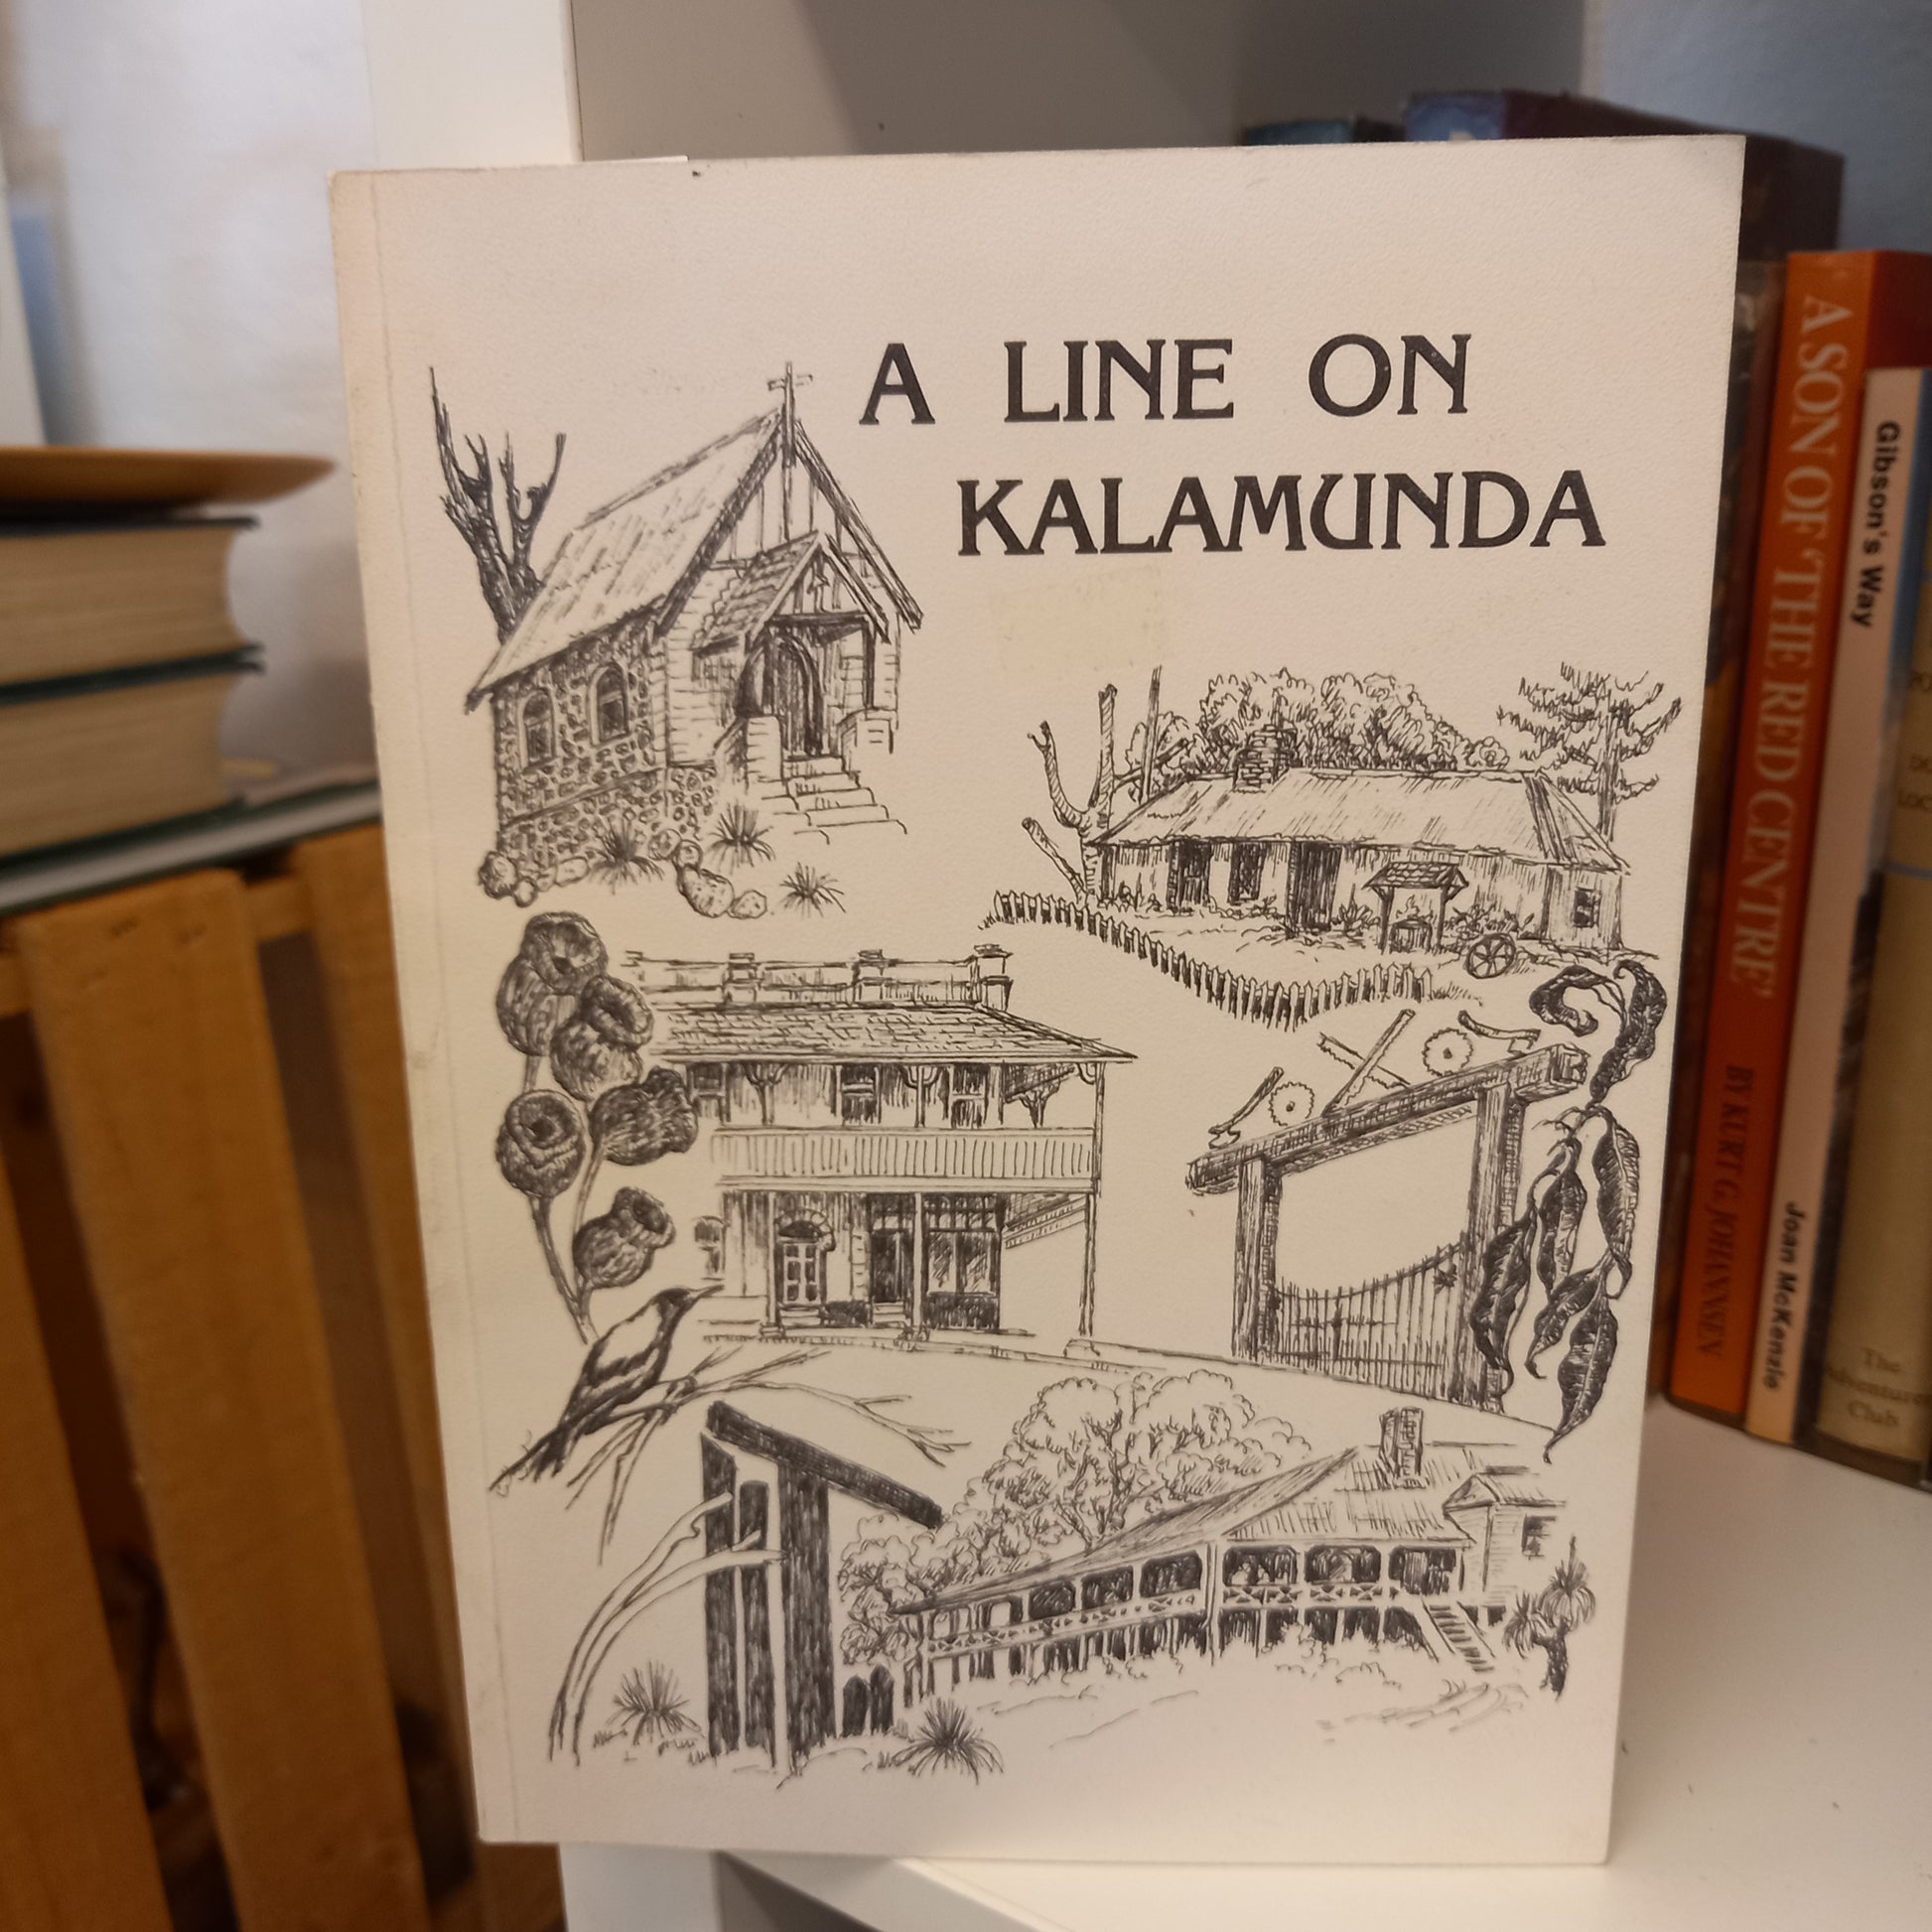 A LINE ON
KALAMUNDA
A SON OF 'THE RED CENTRE'
BY KURT G. JOHANNSEN
Gibson's Way
Joan McKenzie
The
Club